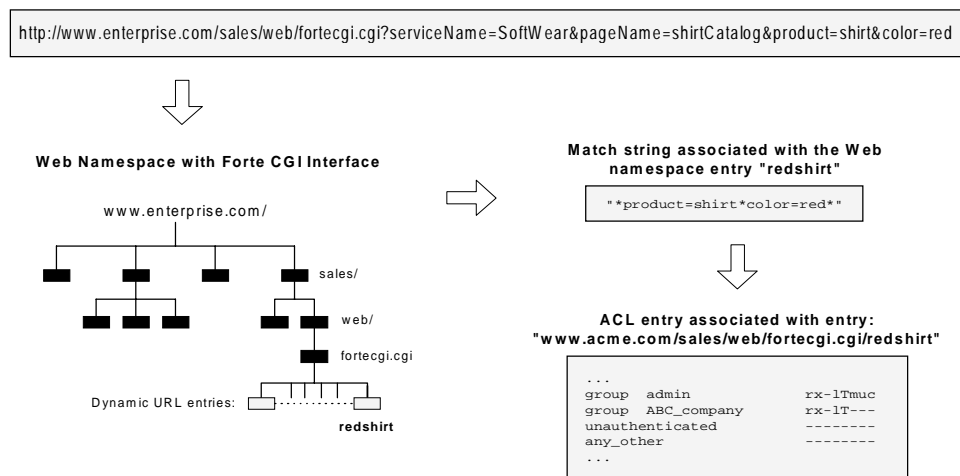 http://www.enterprise.com/sales/web/fortecgi.cgi?serviceName=SoftWear&pageName=shirtCatalog&product=shirt&color=red
Web Namespace with Forte CGI Interface
www.enterprise.com/
sales/
web/
fortecgi.cgi
Dynamic URL entries:
redshirt
Match string associated with the Web
namespace entry "redshirt"
"*product=shirt*color=red*"
ACL entry associated with entry:
"www.acme.com/sales/web/fortecgi.cgi/redshirt"
...
group admin rx-lTmuc
group ABC_company rx-lT---
unauthenticated --------
any_other --------
...